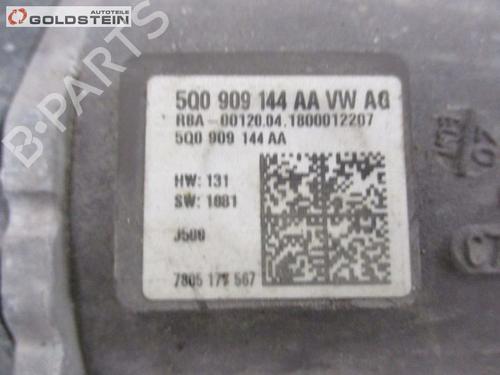 AUTOTEILE
GOLDSTEIN
B-PARTS
5Q0 909 144 AA VW AG
RBA-00120.04.1800012207
5Q0 909 144 AA
HW: 131
SW: 1081
J500
7805 177 567